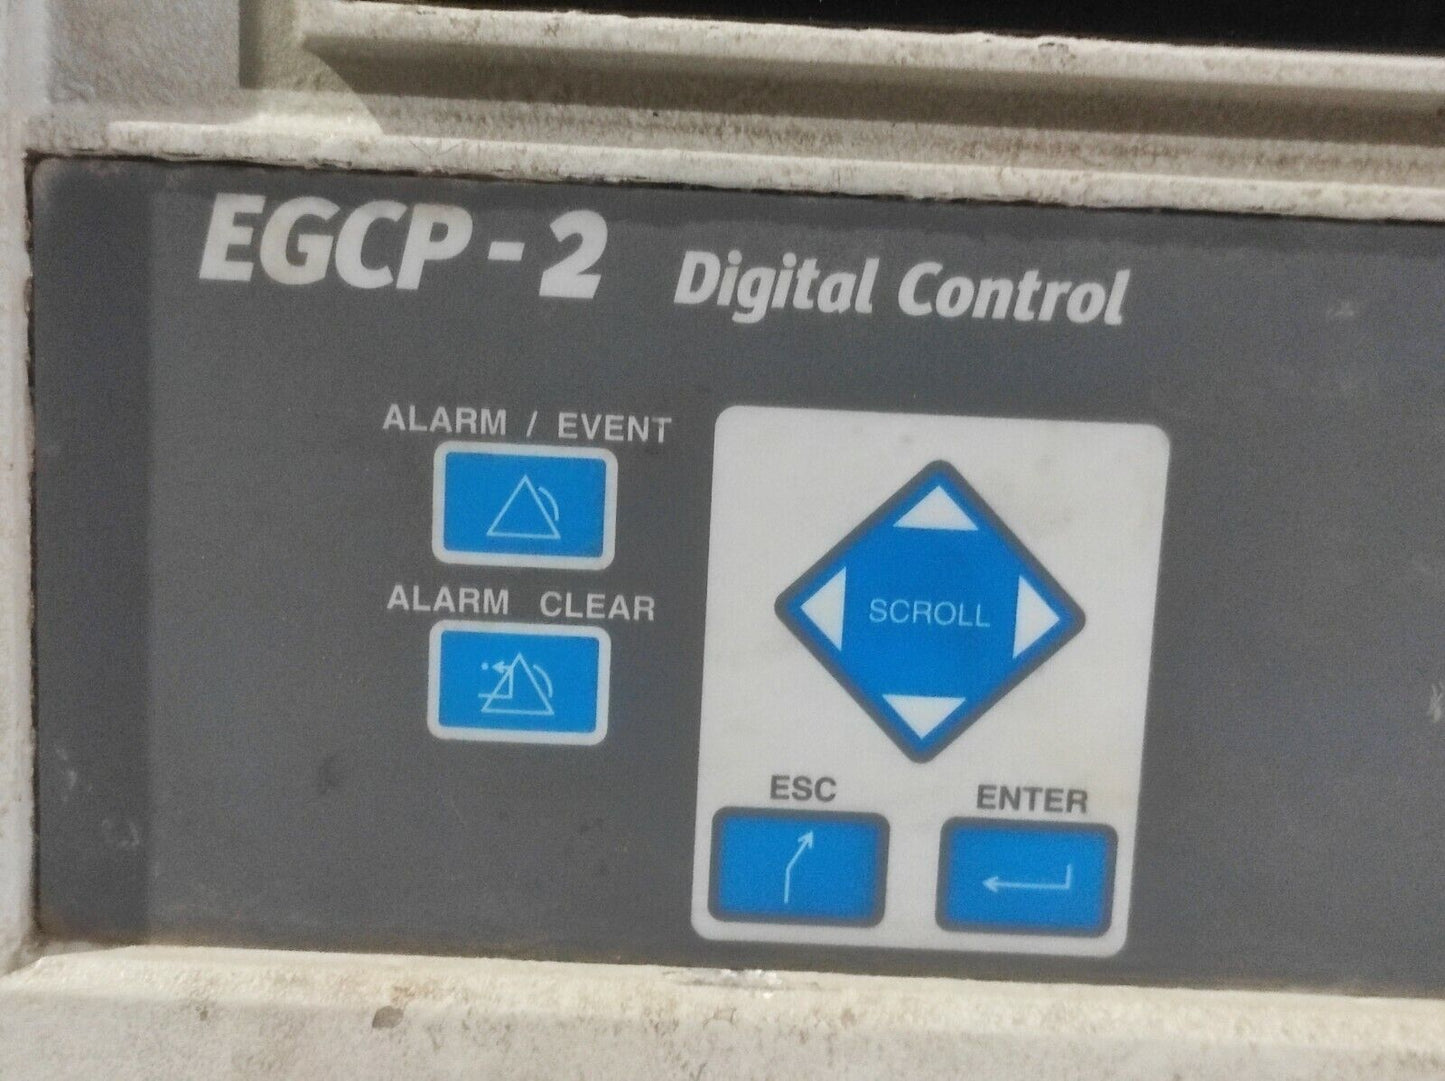 EGCP - 2 Digital Control
ALARM / EVENT
ALARM CLEAR
SCROLL
ESC
ENTER